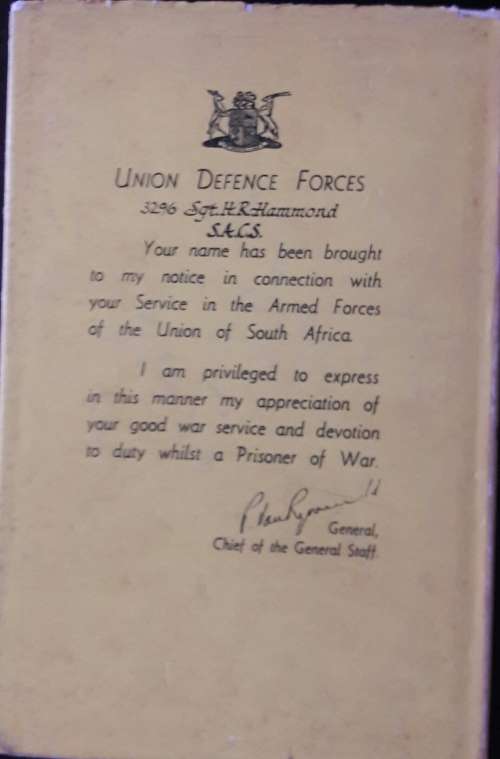 UNION DEFENCE FORCES
3296 Sgt. H.R. Hammond
S.A.C.S.
Your name has been brought
to my notice in connection with
your Service in the Armed Forces
of the Union of South Africa.
I am privileged to express
in this manner my appreciation of
your good war service and devotion
to duty whilst a Prisoner of War.
General,
Chief of the General Staff.